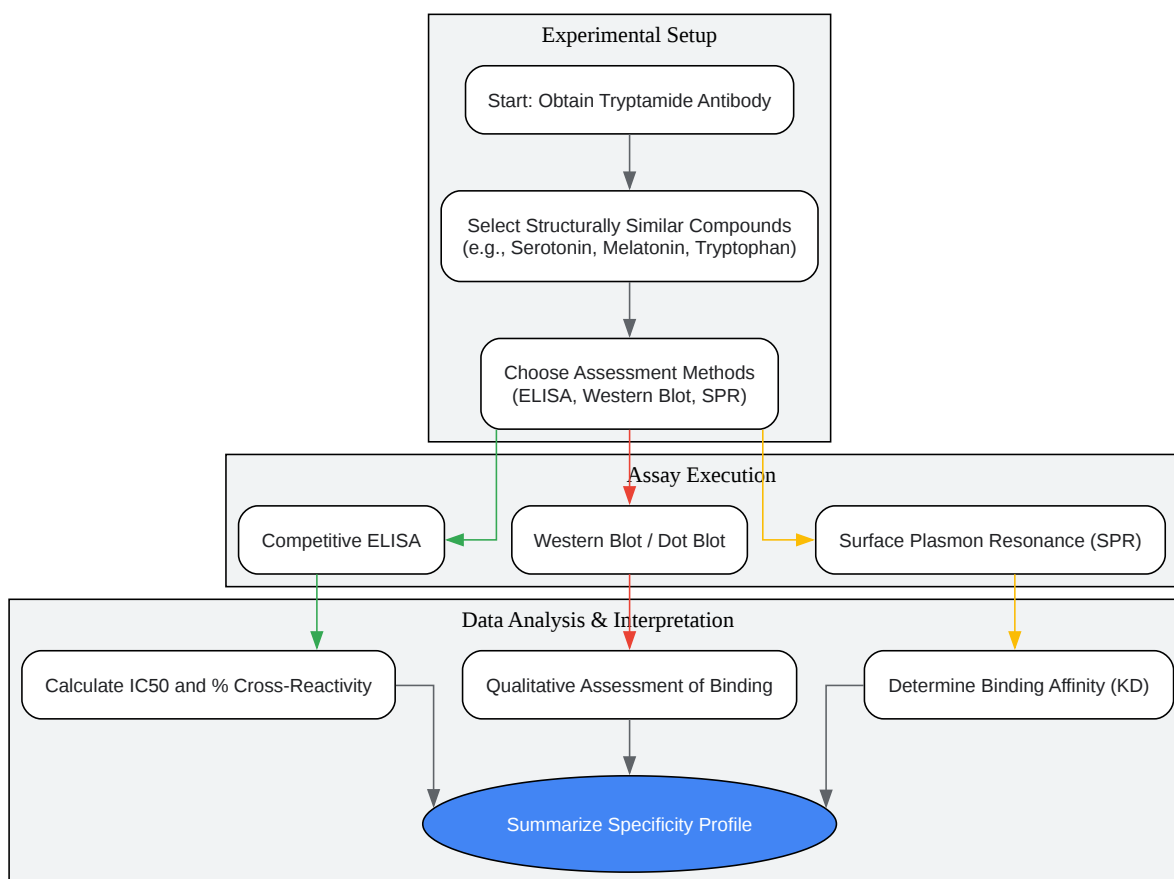 Experimental Setup
Start: Obtain Tryptamide Antibody
Select Structurally Similar Compounds
(e.g., Serotonin, Melatonin, Tryptophan)
Choose Assessment Methods
(ELISA, Western Blot, SPR)
Assay Execution
Competitive ELISA
Western Blot / Dot Blot
Surface Plasmon Resonance (SPR)
Data Analysis & Interpretation
Calculate IC50 and % Cross-Reactivity
Qualitative Assessment of Binding
Determine Binding Affinity (KD)
Summarize Specificity Profile